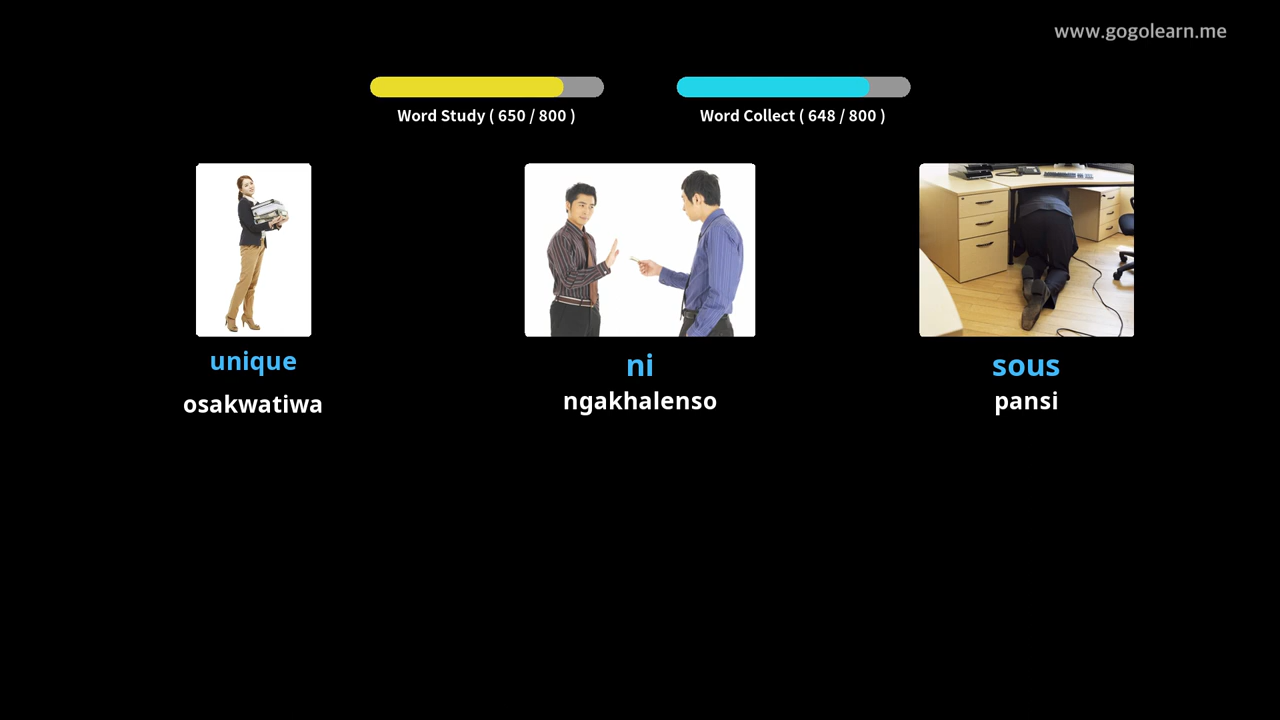 www.gogolearn.me
Word Study ( 650 / 800 )
Word Collect ( 648 / 800 )
unique
osakwatiwa
ni
ngakhalenso
sous
pansi